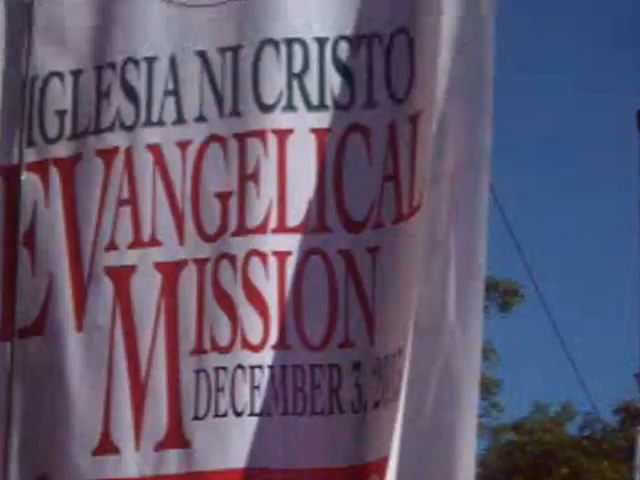 IGLESIA NI CRISTO
EVANGELICAL
MISSION
DECEMBER 3,